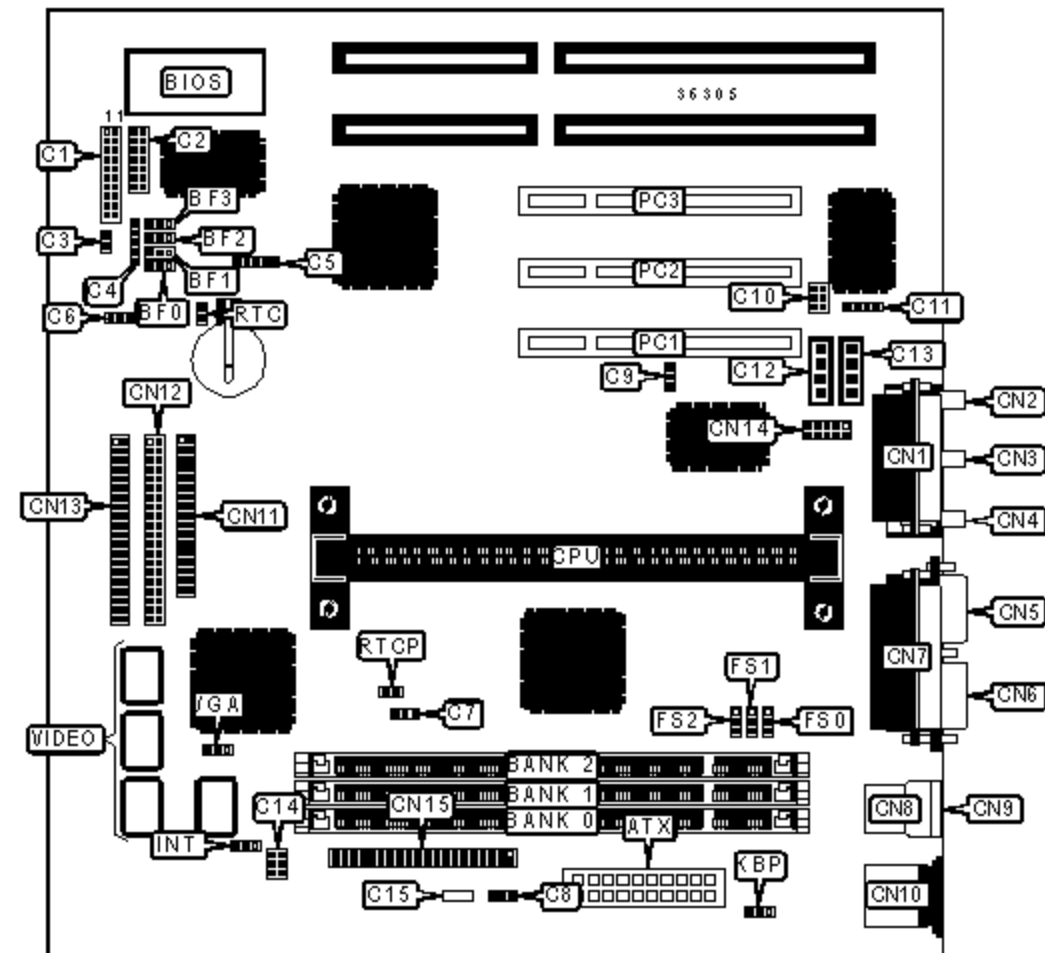 BIOS
36305
11
C1
C2
BF3
PC3
C3
BF2
C5
PC2
BF1
C4
C10
C11
C6
BF0
RTC
PC1
C13
C12
C9
CN12
CN2
CN14
CN1
CN3
CN13
CN11
CN4
CPU
CN5
RTCP
CN7
FS1
CN6
VGA
C7
FS2
FS0
VIDEO
BANK 2
BANK 1
C14
CN15
CN8
CN9
BANK 0
ATX
INT
KBP
C15
C8
CN10